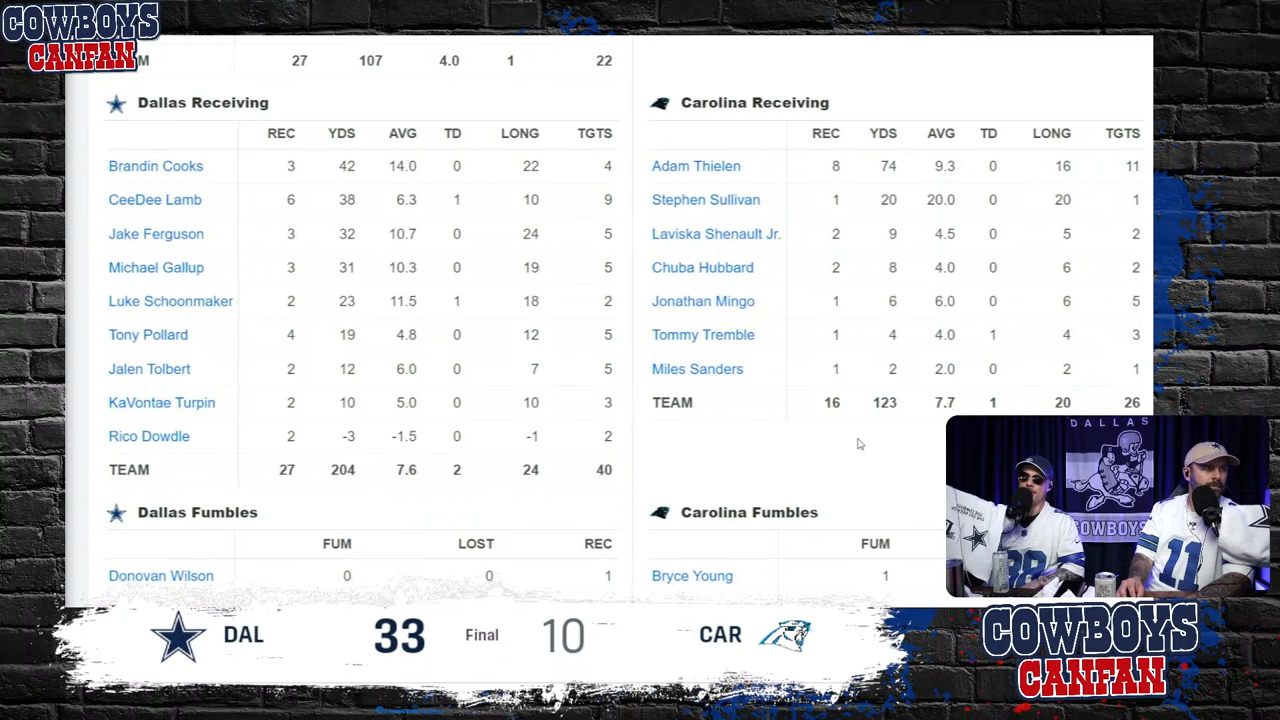 COWBOYS
CANFAN
M 27 107 4.0 1 22
Dallas Receiving
REC YDS AVG TD LONG TGTS
Brandin Cooks 3 42 14.0 0 22 4
CeeDee Lamb 6 38 6.3 1 10 9
Jake Ferguson 3 32 10.7 0 24 5
Michael Gallup 3 31 10.3 0 19 5
Luke Schoonmaker 2 23 11.5 1 18 2
Tony Pollard 4 19 4.8 0 12 5
Jalen Tolbert 2 12 6.0 0 7 5
KaVontae Turpin 2 10 5.0 0 10 3
Rico Dowdle 2 -3 -1.5 0 -1 2
TEAM 27 204 7.6 2 24 40
Dallas Fumbles
FUM LOST REC
Donovan Wilson 0 0 1
Carolina Receiving
REC YDS AVG TD LONG TGTS
Adam Thielen 8 74 9.3 0 16 11
Stephen Sullivan 1 20 20.0 0 20 1
Laviska Shenault Jr. 2 9 4.5 0 5 2
Chuba Hubbard 2 8 4.0 0 6 2
Jonathan Mingo 1 6 6.0 0 6 5
Tommy Tremble 1 4 4.0 1 4 3
Miles Sanders 1 2 2.0 0 2 1
TEAM 16 123 7.7 1 20 26
Carolina Fumbles
FUM
Bryce Young 1
DALLAS
COWBOYS
88
11
DAL 33 Final 10 CAR
COWBOYS
CANFAN